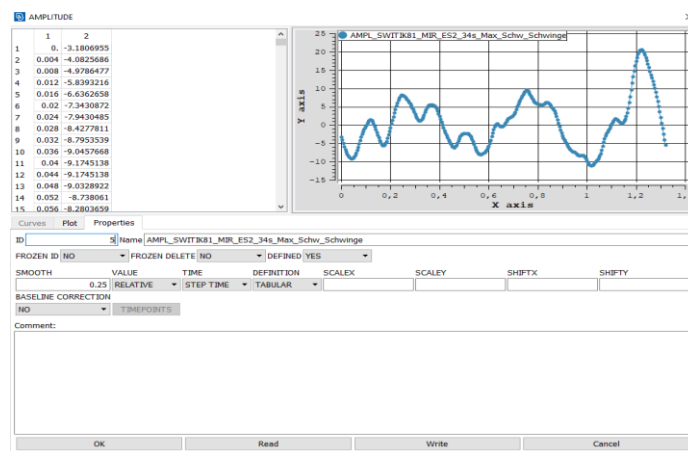 AMPLITUDE
1 2
1 0. -3.1806955
2 0.004 -4.0825686
3 0.008 -4.9786477
4 0.012 -5.8393216
5 0.016 -6.6362658
6 0.02 -7.3430872
7 0.024 -7.9430485
8 0.028 -8.4277811
9 0.032 -8.7953539
10 0.036 -9.0457668
11 0.04 -9.1745138
12 0.044 -9.1745138
13 0.048 -9.0328922
14 0.052 -8.738061
15 0.056 -8.2803659
AMPL_SWITIK81_MIR_ES2_34s_Max_Schw_Schwinge
Y axis
25
20
15
10
5
0
-5
-10
-15
0 0,2 0,4 0,6 0,8 1 1,2 1,
X axis
Curves Plot Properties
ID 5 Name AMPL_SWITIK81_MIR_ES2_34s_Max_Schw_Schwinge
FROZEN ID NO FROZEN DELETE NO DEFINED YES
SMOOTH VALUE TIME DEFINITION SCALEX SCALEY SHIFTX SHIFTY
0.25 RELATIVE STEP TIME TABULAR
BASELINE CORRECTION
NO TIMEPOINTS
Comment:
OK Read Write Cancel